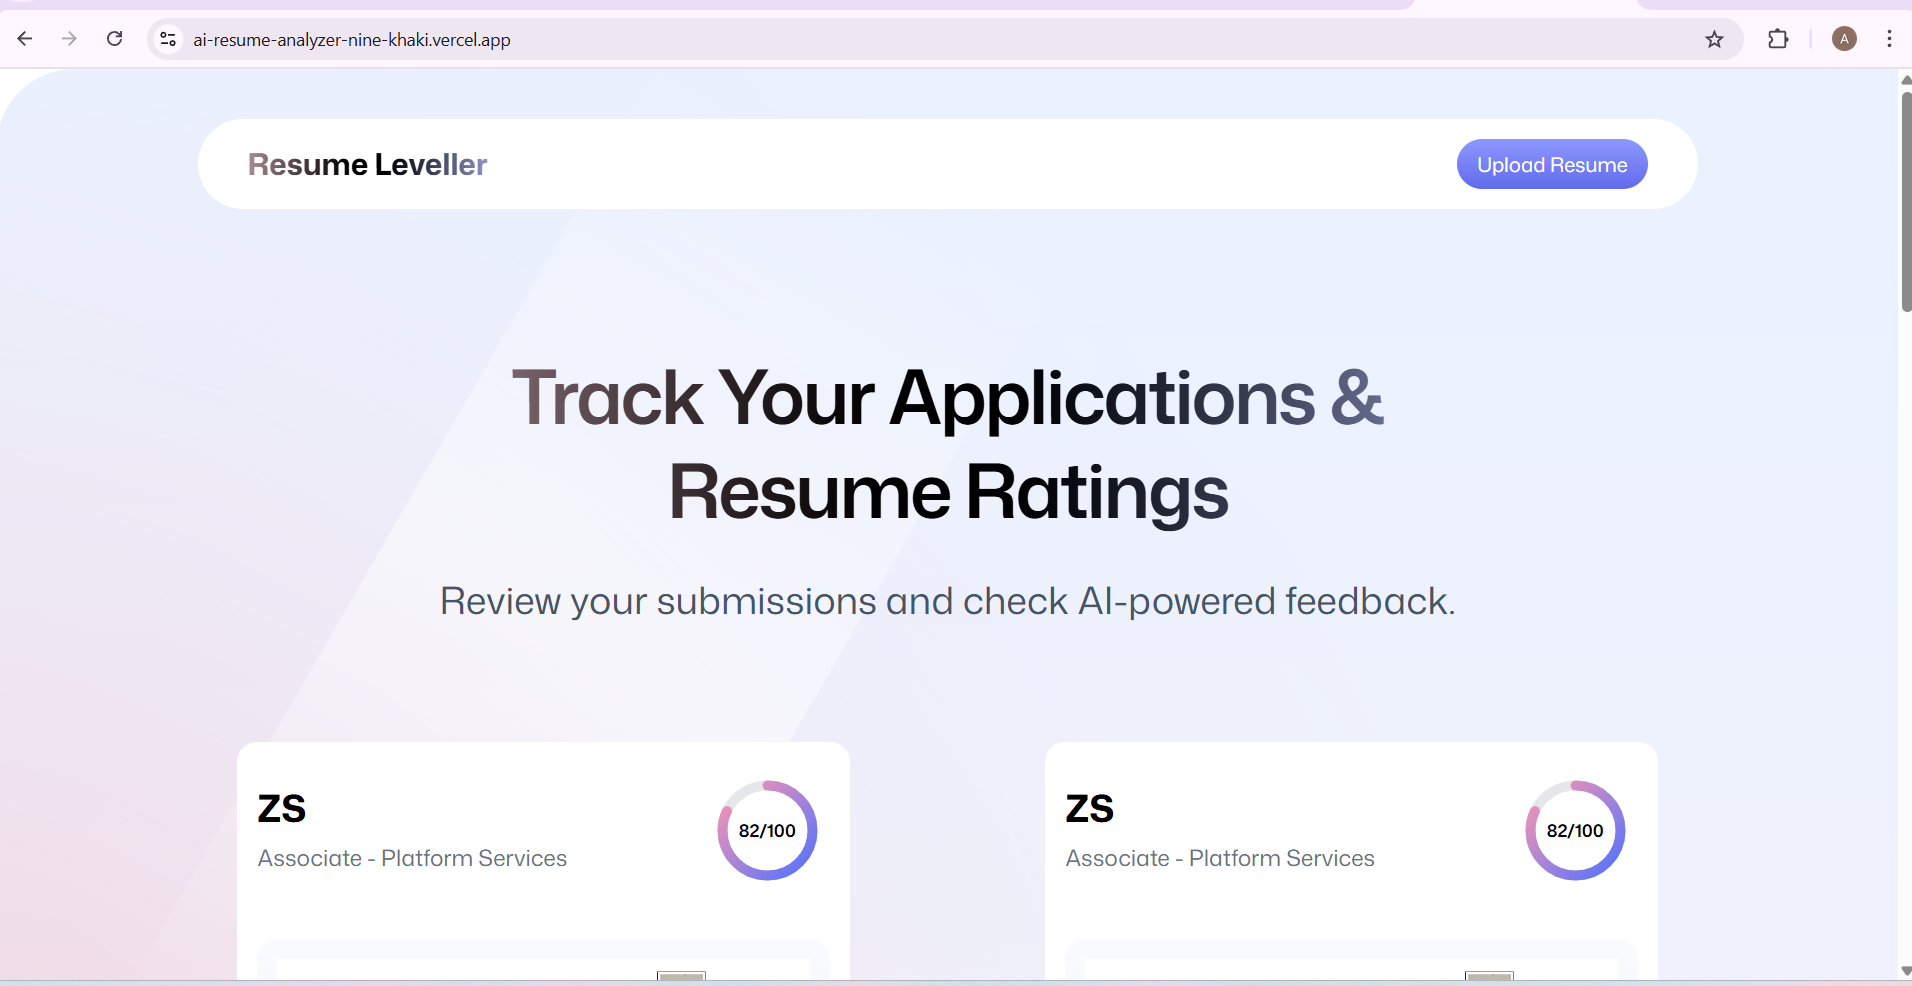 ai-resume-analyzer-nine-khaki.vercel.app
A
Resume Leveller
Upload Resume
Track Your Applications &
Resume Ratings
Review your submissions and check AI-powered feedback.
ZS
Associate - Platform Services
82/100
ZS
Associate - Platform Services
82/100